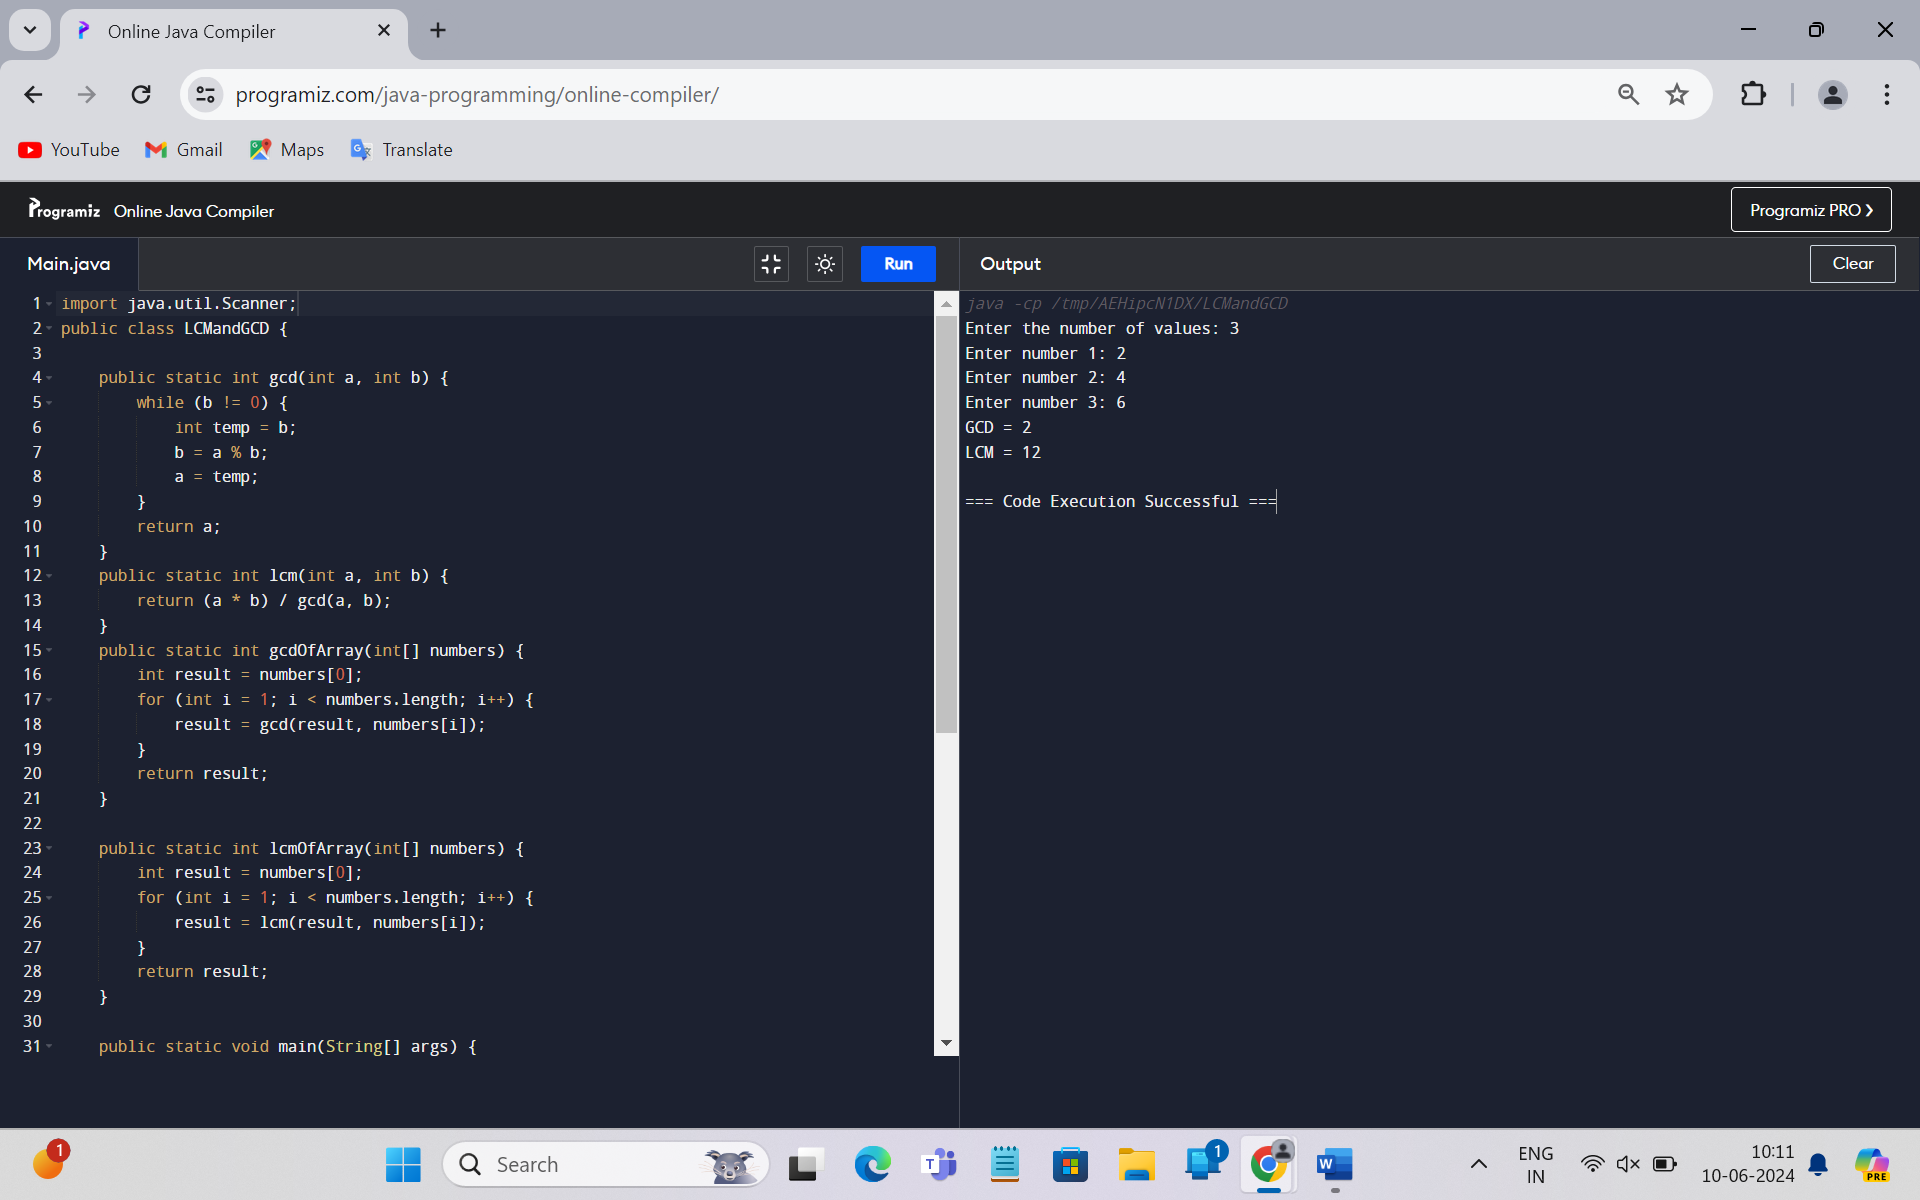 Online Java Compiler
programiz.com/java-programming/online-compiler/
YouTube Gmail Maps Translate
Programiz Online Java Compiler Programiz PRO
Main.java Run Output Clear
1 import java.util.Scanner;
2 public class LCMandGCD {
3
4     public static int gcd(int a, int b) {
5         while (b != 0) {
6             int temp = b;
7             b = a % b;
8             a = temp;
9         }
10         return a;
11     }
12     public static int lcm(int a, int b) {
13         return (a * b) / gcd(a, b);
14     }
15     public static int gcdOfArray(int[] numbers) {
16         int result = numbers[0];
17         for (int i = 1; i < numbers.length; i++) {
18             result = gcd(result, numbers[i]);
19         }
20         return result;
21     }
22
23     public static int lcmOfArray(int[] numbers) {
24         int result = numbers[0];
25         for (int i = 1; i < numbers.length; i++) {
26             result = lcm(result, numbers[i]);
27         }
28         return result;
29     }
30
31     public static void main(String[] args) {
java -cp /tmp/AEHipcN1DX/LCMandGCD
Enter the number of values: 3
Enter number 1: 2
Enter number 2: 4
Enter number 3: 6
GCD = 2
LCM = 12
=== Code Execution Successful ===
1
Search
T
1
W
ENG
IN
10:11
10-06-2024
PRE